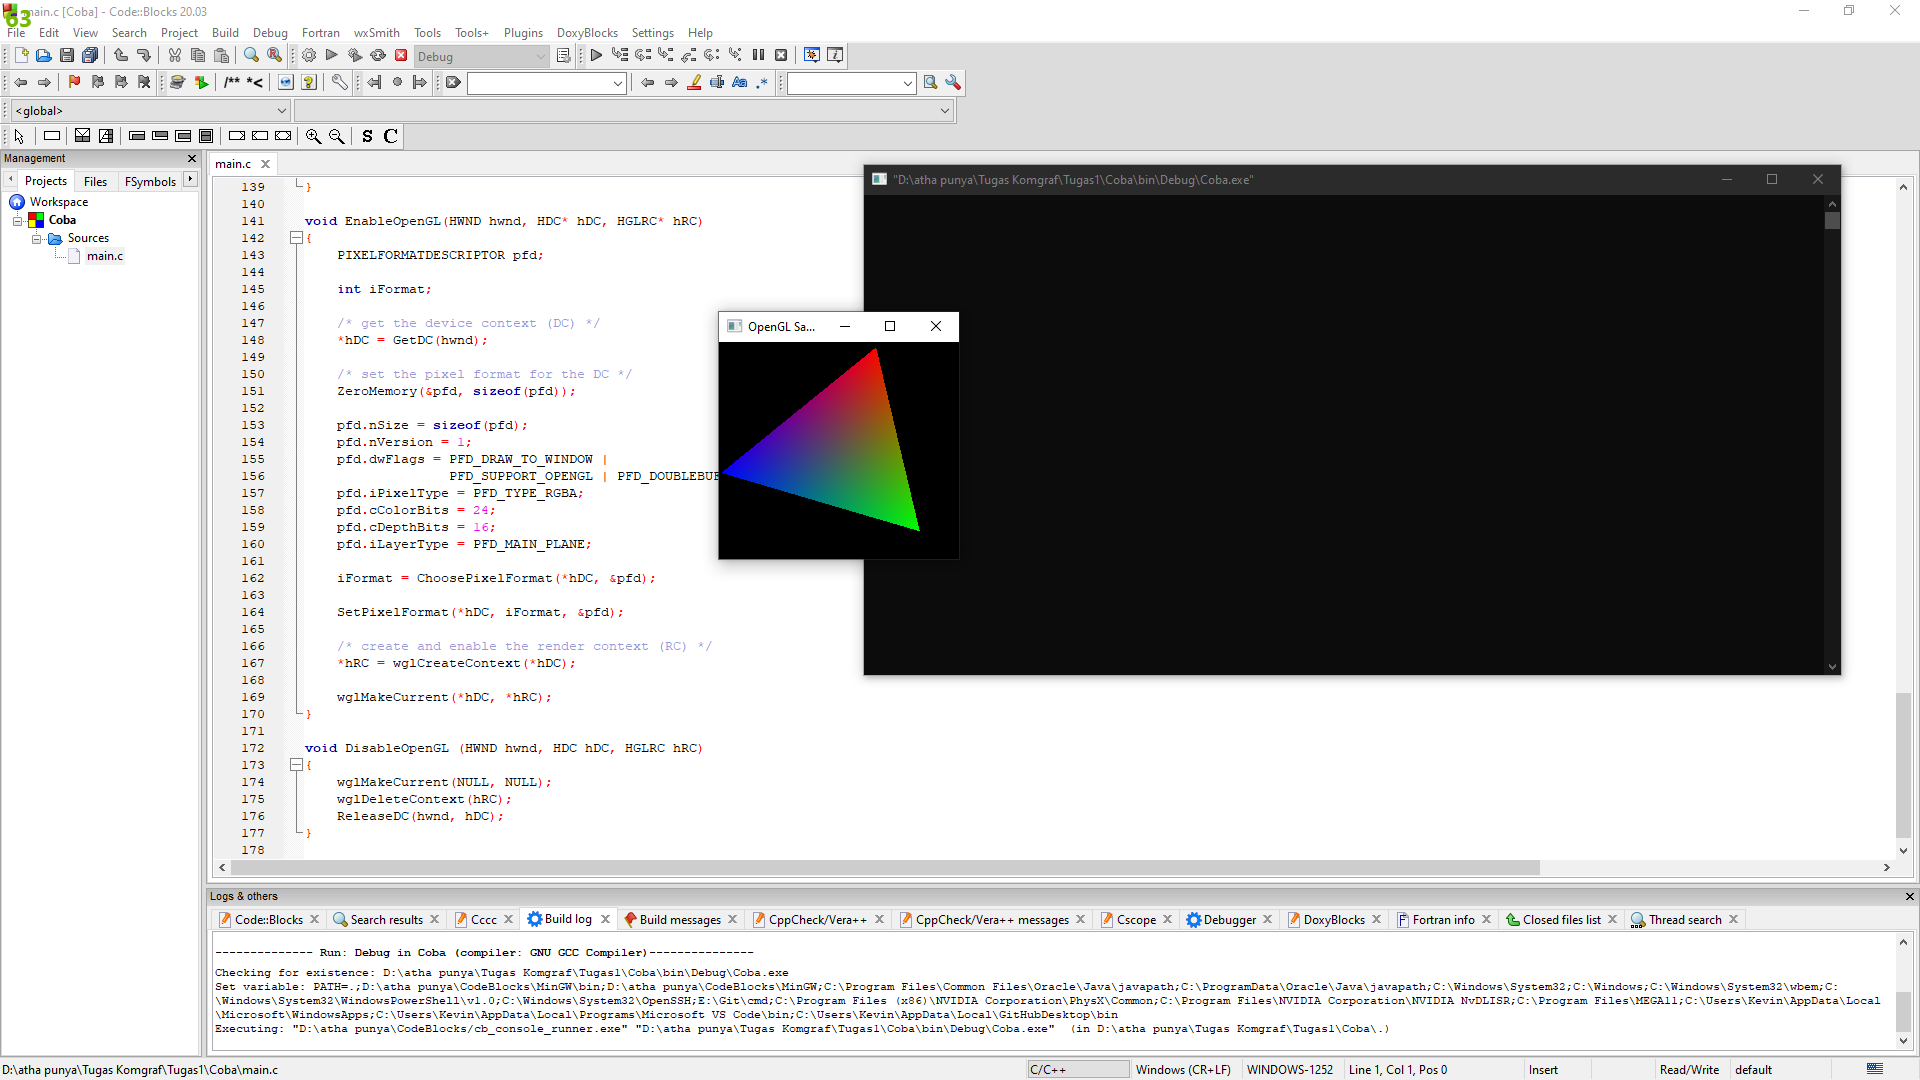 63
main.c [Coba] - Code::Blocks 20.03
File Edit View Search Project Build Debug Fortran wxSmith Tools Tools+ Plugins DoxyBlocks Settings Help
Debug
/** *<
<global>
S C
Management
main.c
Projects Files FSymbols
Workspace
Coba
Sources
main.c
"D:\atha punya\Tugas Komgraf\Tugas1\Coba\bin\Debug\Coba.exe"
OpenGL Sa...
139 }
140
141 void EnableOpenGL(HWND hwnd, HDC* hDC, HGLRC* hRC)
142 {
143 PIXELFORMATDESCRIPTOR pfd;
144
145 int iFormat;
146
147 /* get the device context (DC) */
148 *hDC = GetDC(hwnd);
149
150 /* set the pixel format for the DC */
151 ZeroMemory(&pfd, sizeof(pfd));
152
153 pfd.nSize = sizeof(pfd);
154 pfd.nVersion = 1;
155 pfd.dwFlags = PFD_DRAW_TO_WINDOW |
156 PFD_SUPPORT_OPENGL | PFD_DOUBLEBUF
157 pfd.iPixelType = PFD_TYPE_RGBA;
158 pfd.cColorBits = 24;
159 pfd.cDepthBits = 16;
160 pfd.iLayerType = PFD_MAIN_PLANE;
161
162 iFormat = ChoosePixelFormat(*hDC, &pfd);
163
164 SetPixelFormat(*hDC, iFormat, &pfd);
165
166 /* create and enable the render context (RC) */
167 *hRC = wglCreateContext(*hDC);
168
169 wglMakeCurrent(*hDC, *hRC);
170 }
171
172 void DisableOpenGL (HWND hwnd, HDC hDC, HGLRC hRC)
173 {
174 wglMakeCurrent(NULL, NULL);
175 wglDeleteContext(hRC);
176 ReleaseDC(hwnd, hDC);
177 }
178
Logs & others
Code::Blocks Search results Cccc Build log Build messages CppCheck/Vera++ CppCheck/Vera++ messages Cscope Debugger DoxyBlocks Fortran info Closed files list Thread search
-------------- Run: Debug in Coba (compiler: GNU GCC Compiler)---------------
Checking for existence: D:\atha punya\Tugas Komgraf\Tugas1\Coba\bin\Debug\Coba.exe
Set variable: PATH=.;D:\atha punya\CodeBlocks\MinGW\bin;D:\atha punya\CodeBlocks\MinGW;C:\Program Files\Common Files\Oracle\Java\javapath;C:\ProgramData\Oracle\Java\javapath;C:\Windows\System32;C:\Windows;C:\Windows\System32\wbem;C:
\Windows\System32\WindowsPowerShell\v1.0;C:\Windows\System32\OpenSSH;E:\Git\cmd;C:\Program Files (x86)\NVIDIA Corporation\PhysX\Common;C:\Program Files\NVIDIA Corporation\NVIDIA NvDLISR;C:\Program Files\MEGAll;C:\Users\Kevin\AppData\Local
\Microsoft\WindowsApps;C:\Users\Kevin\AppData\Local\Programs\Microsoft VS Code\bin;C:\Users\Kevin\AppData\Local\GitHubDesktop\bin
Executing: "D:\atha punya\CodeBlocks/cb_console_runner.exe" "D:\atha punya\Tugas Komgraf\Tugas1\Coba\bin\Debug\Coba.exe" (in D:\atha punya\Tugas Komgraf\Tugas1\Coba\.)
D:\atha punya\Tugas Komgraf\Tugas1\Coba\main.c C/C++ Windows (CR+LF) WINDOWS-1252 Line 1, Col 1, Pos 0 Insert Read/Write default